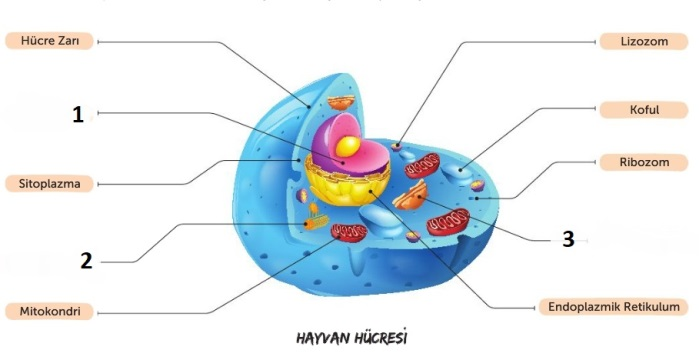 Hücre Zarı
1
Sitoplazma
2
Mitokondri
Lizozom
Koful
Ribozom
3
Endoplazmik Retikulum
HAYVAN HÜCRESİ